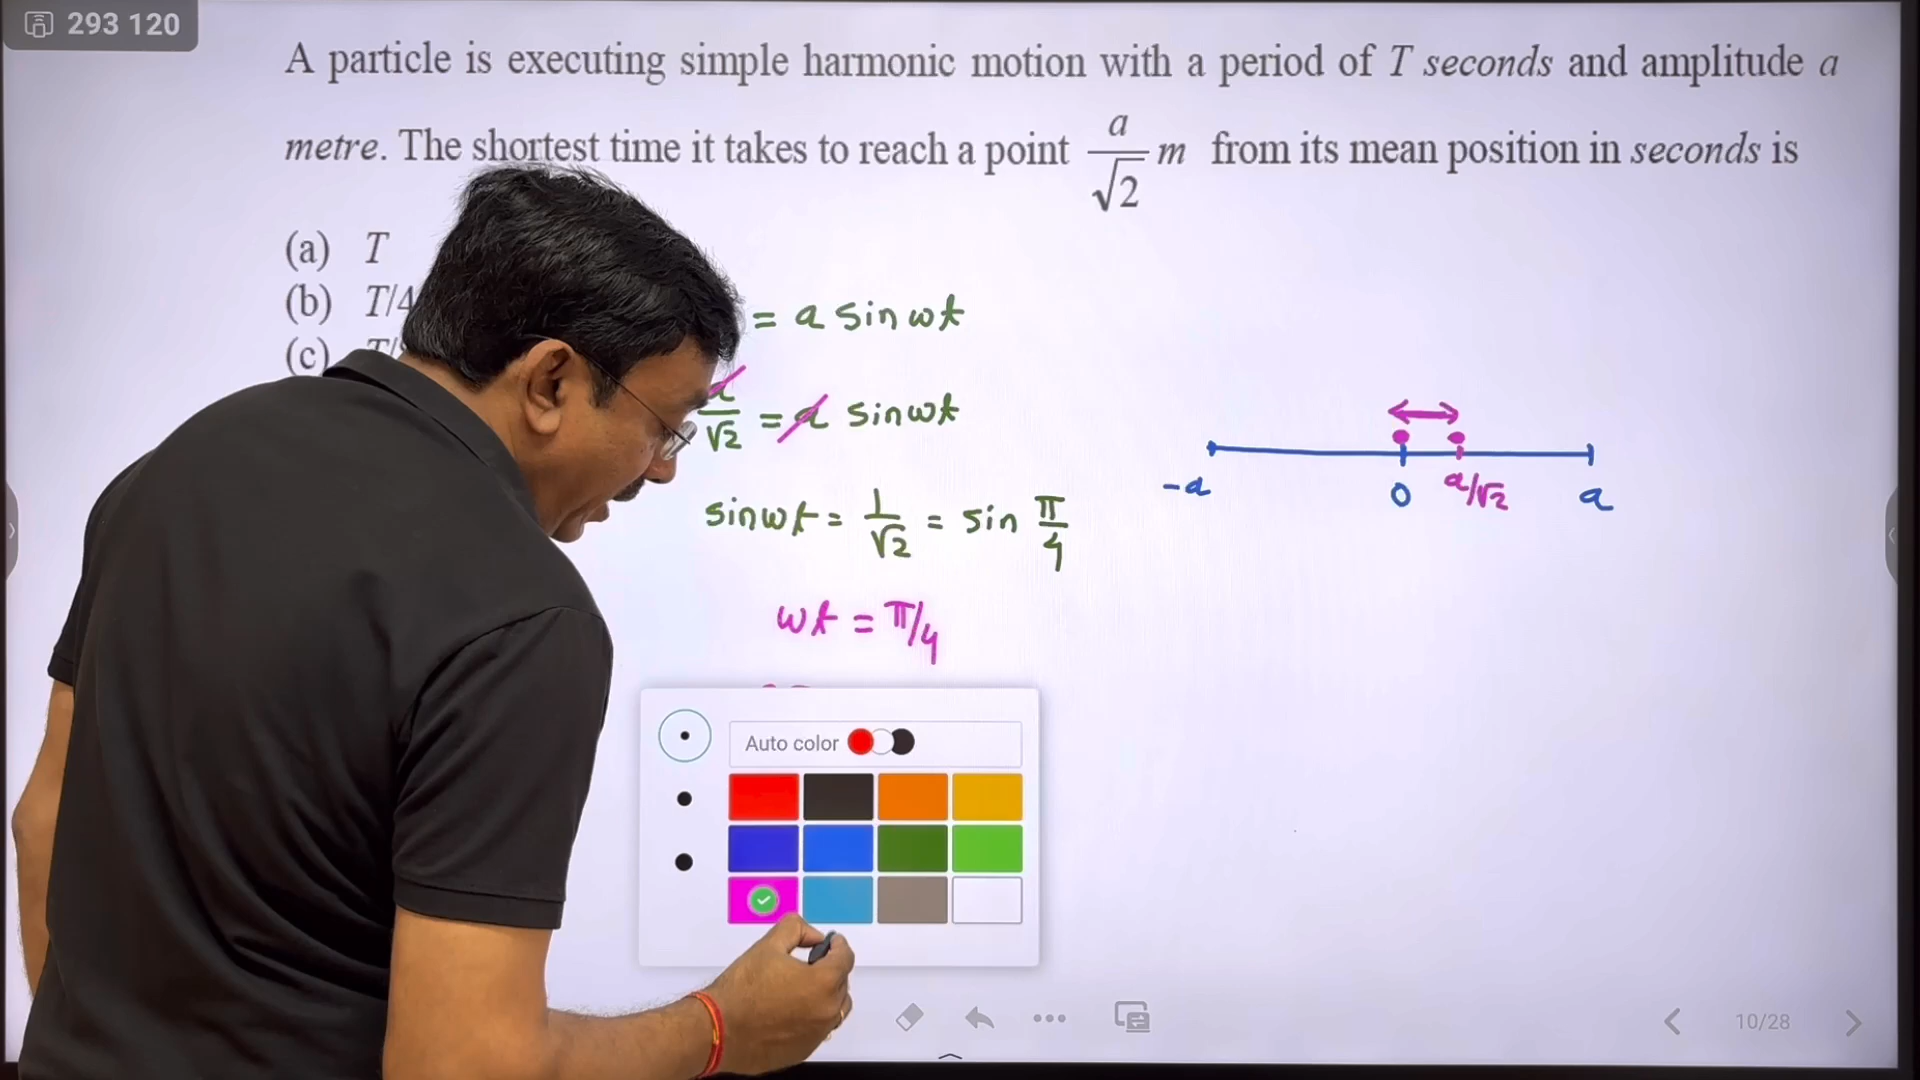 293 120
A particle is executing simple harmonic motion with a period of T seconds and amplitude a
metre. The shortest time it takes to reach a point a/√2 m from its mean position in seconds is
(a) T
(b) T/4
(c) T/
= a sin ωt
a/√2 = a sin ωt
sin ωt = 1/√2 = sin π/4
ωt = π/4
-a 0 a/√2 a
Auto color
10/28